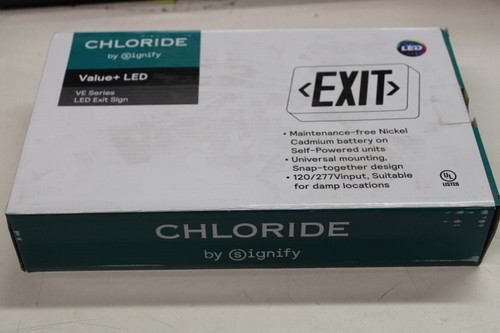 CHLORIDE
by Signify
Value+ LED
VE Series
LED Exit Sign
LED
EXIT
• Maintenance-free Nickel
Cadmium battery on
Self-Powered units
• Universal mounting,
Snap-together design
• 120/277Vinput, Suitable
for damp locations
UL
LISTED
CHLORIDE
by Signify